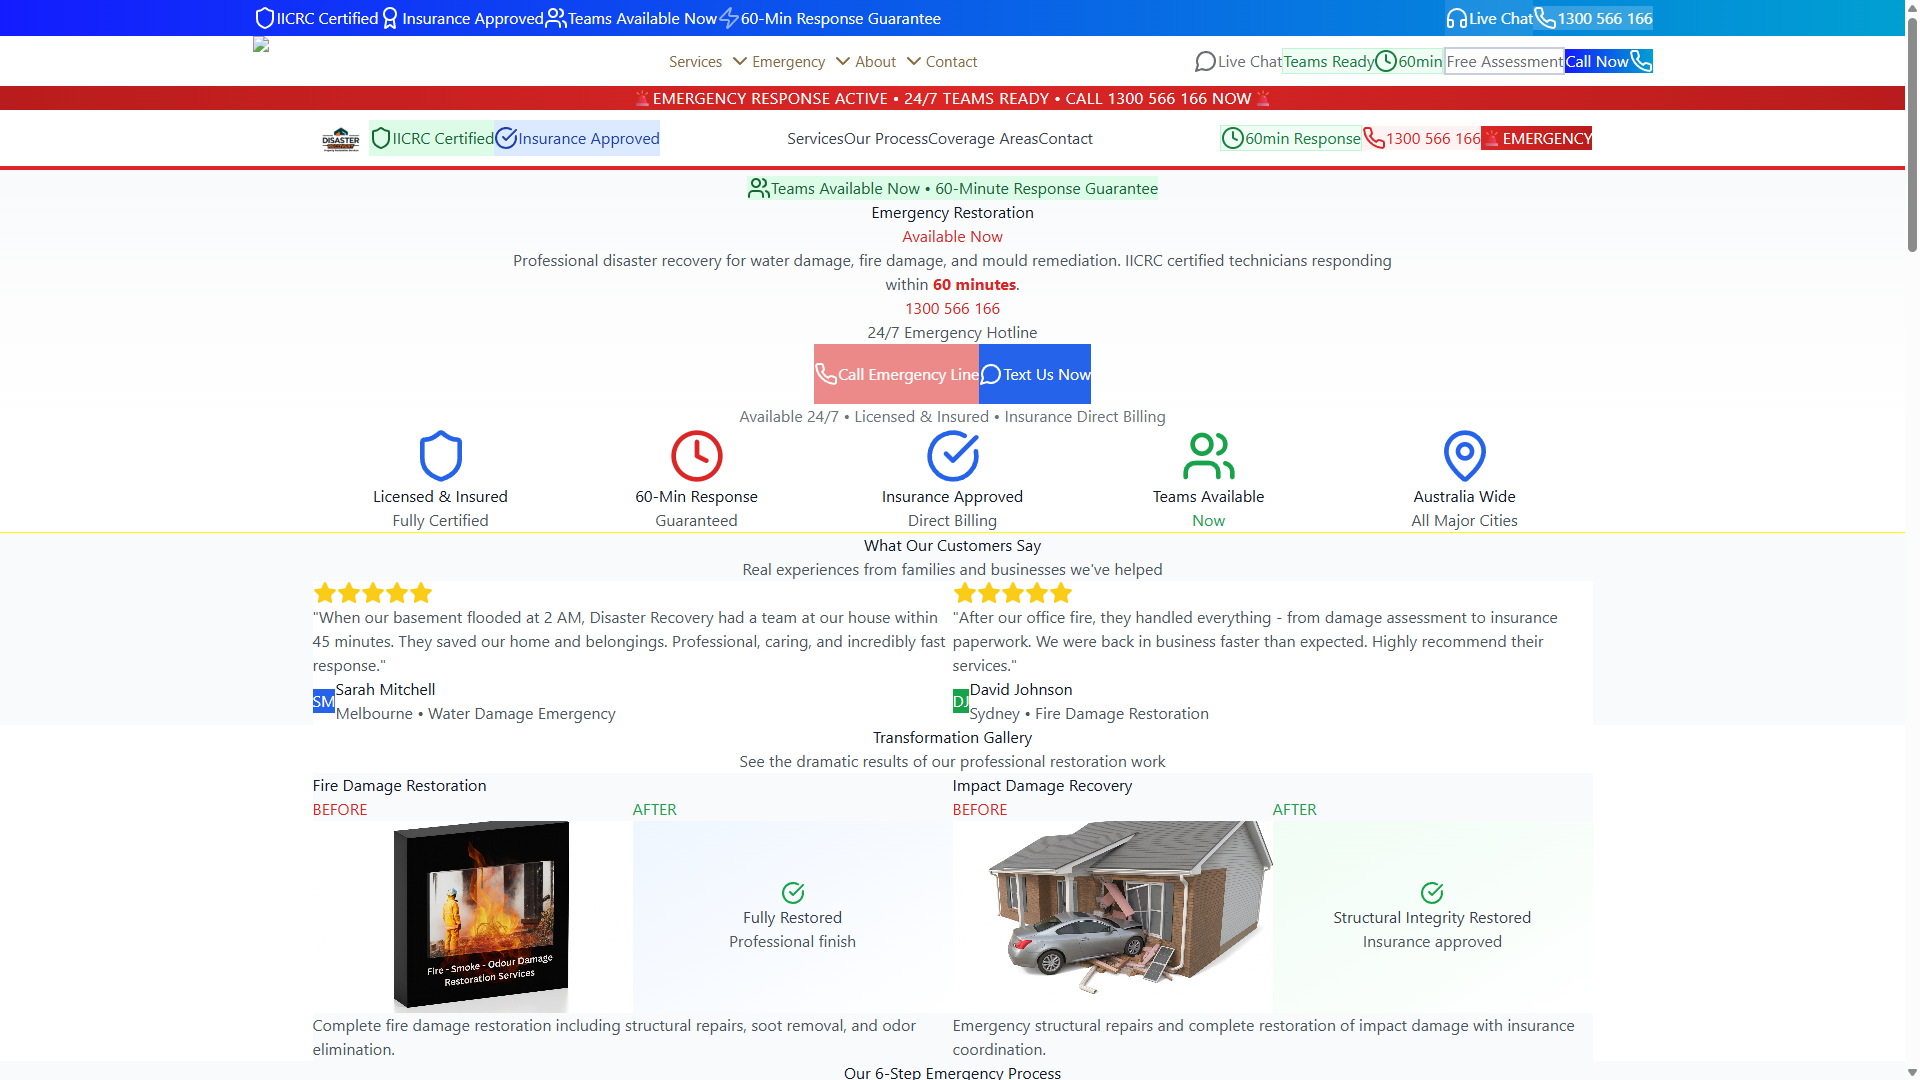 IICRC Certified Insurance Approved Teams Available Now 60-Min Response Guarantee Live Chat 1300 566 166
Services Emergency About Contact Live Chat Teams Ready 60min Free Assessment Call Now
EMERGENCY RESPONSE ACTIVE • 24/7 TEAMS READY • CALL 1300 566 166 NOW
DISASTER IICRC Certified Insurance Approved Services Our Process Coverage Areas Contact 60min Response 1300 566 166 EMERGENCY
Teams Available Now • 60-Minute Response Guarantee
Emergency Restoration
Available Now
Professional disaster recovery for water damage, fire damage, and mould remediation. IICRC certified technicians responding
within 60 minutes.
1300 566 166
24/7 Emergency Hotline
Call Emergency Line Text Us Now
Available 24/7 • Licensed & Insured • Insurance Direct Billing
Licensed & Insured
Fully Certified
60-Min Response
Guaranteed
Insurance Approved
Direct Billing
Teams Available
Now
Australia Wide
All Major Cities
What Our Customers Say
Real experiences from families and businesses we've helped
"When our basement flooded at 2 AM, Disaster Recovery had a team at our house within
45 minutes. They saved our home and belongings. Professional, caring, and incredibly fast
response."
SM Sarah Mitchell
Melbourne • Water Damage Emergency
"After our office fire, they handled everything - from damage assessment to insurance
paperwork. We were back in business faster than expected. Highly recommend their
services."
DJ David Johnson
Sydney • Fire Damage Restoration
Transformation Gallery
See the dramatic results of our professional restoration work
Fire Damage Restoration
BEFORE AFTER
Fire - Smoke - Odour Damage
Restoration Services
Fully Restored
Professional finish
Complete fire damage restoration including structural repairs, soot removal, and odor
elimination.
Impact Damage Recovery
BEFORE AFTER
Structural Integrity Restored
Insurance approved
Emergency structural repairs and complete restoration of impact damage with insurance
coordination.
Our 6-Step Emergency Process